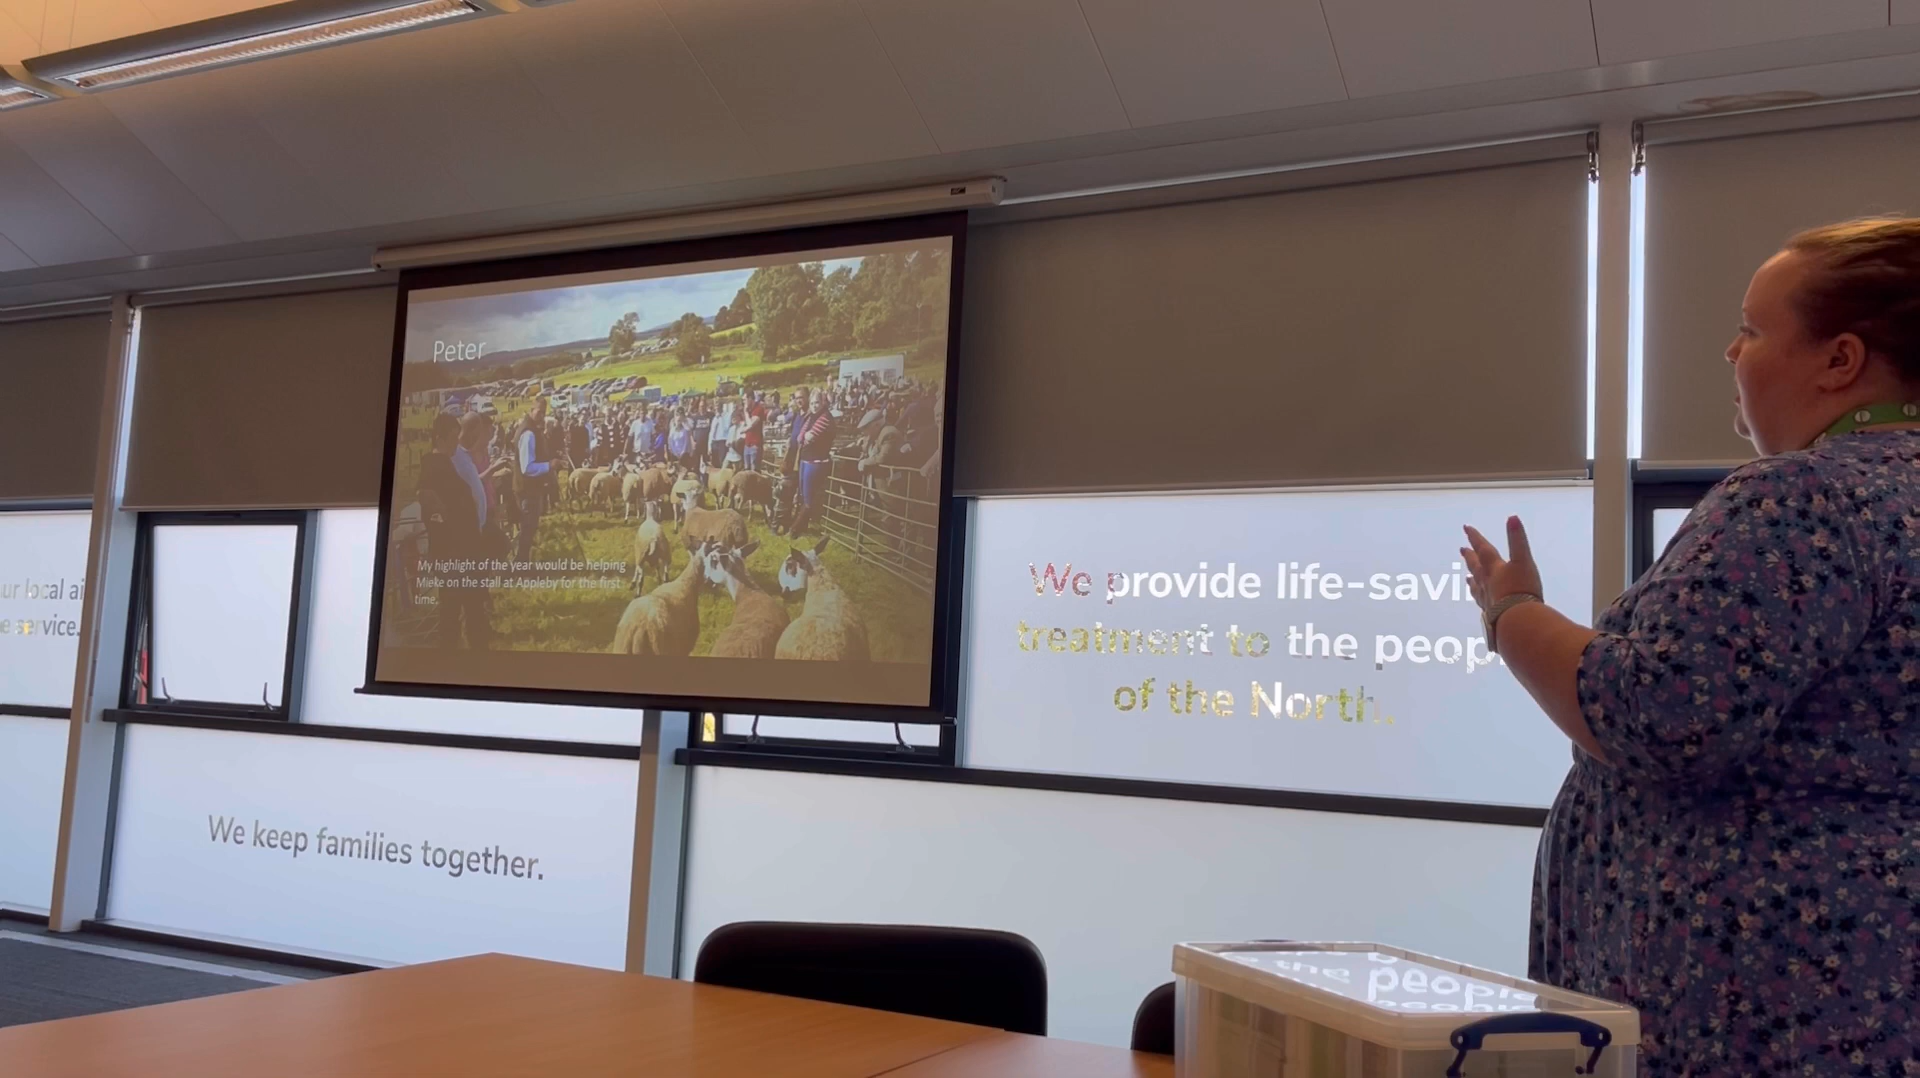 Peter
My highlight of the year would be helping
Mieke on the stall at Appleby for the first
time.
ur local ai
e service.
We keep families together.
We provide life-savi
treatment to the peop
of the North.
the people